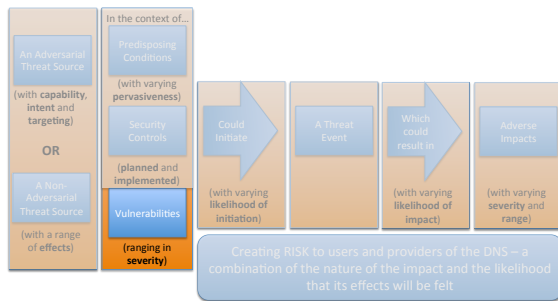 In the context of...
An Adversarial
Threat Source
(with capability,
intent and
targeting)
OR
A Non-
Adversarial
Threat Source
(with a range
of effects)
Predisposing
Conditions
(with varying
pervasiveness)
Security
Controls
(planned and
implemented)
Vulnerabilities
(ranging in
severity)
Could
Initiate
(with varying
likelihood of
initiation)
A Threat
Event
Which
could
result in
(with varying
likelihood of
impact)
Adverse
Impacts
(with varying
severity and
range)
Creating RISK to users and providers of the DNS – a
combination of the nature of the impact and the likelihood
that its effects will be felt